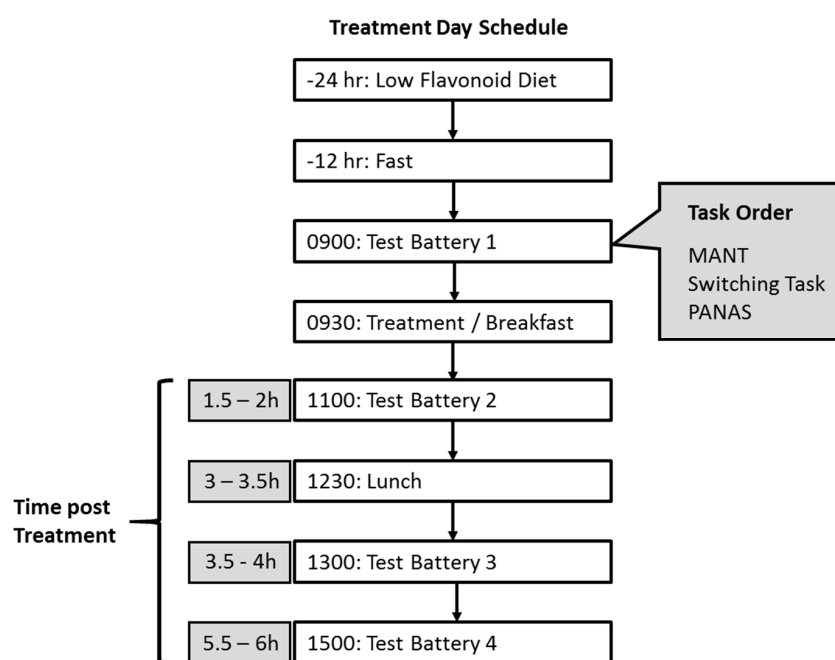 Treatment Day Schedule
-24 hr: Low Flavonoid Diet
-12 hr: Fast
0900: Test Battery 1
Task Order
MANT
Switching Task
PANAS
0930: Treatment / Breakfast
Time post
Treatment
1.5 – 2h
1100: Test Battery 2
3 – 3.5h
1230: Lunch
3.5 - 4h
1300: Test Battery 3
5.5 – 6h
1500: Test Battery 4